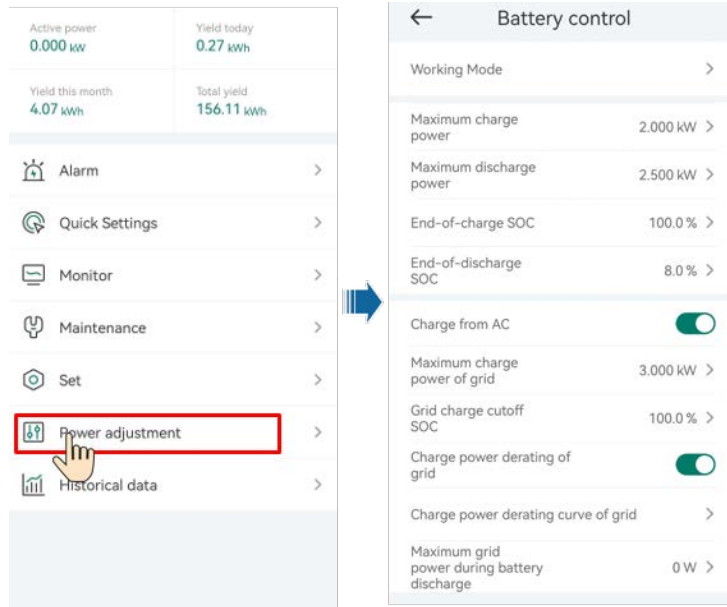 Active power
Yield today
0.000 kW
0.27 kWh
Yield this month
Total yield
4.07 kWh
156.11 kWh
Alarm
Quick Settings
Monitor
Maintenance
Set
Power adjustment
Historical data
Battery control
Working Mode
Maximum charge
power
2.000 kW
Maximum discharge
power
2.500 kW
End-of-charge SOC
100.0 %
End-of-discharge
SOC
8.0 %
Charge from AC
Maximum charge
power of grid
3.000 kW
Grid charge cutoff
SOC
100.0 %
Charge power derating of
grid
Charge power derating curve of grid
Maximum grid
power during battery
discharge
0 W